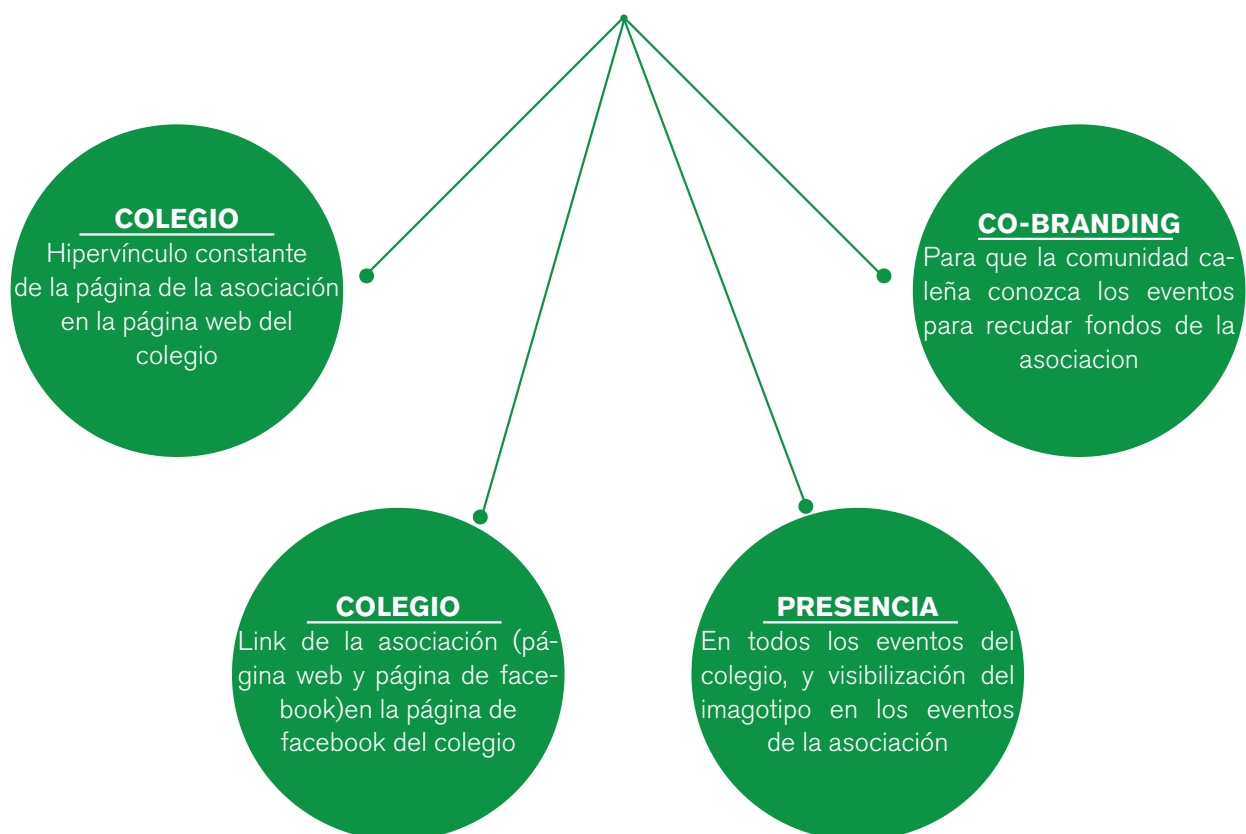 COLEGIO
Hipervínculo constante
de la página de la asociación
en la página web del
colegio
CO-BRANDING
Para que la comunidad ca-
leña conozca los eventos
para recudar fondos de la
asociacion
COLEGIO
Link de la asociación (pá-
gina web y página de face-
book)en la página de
facebook del colegio
PRESENCIA
En todos los eventos del
colegio, y visibilización del
imagotipo en los eventos
de la asociación